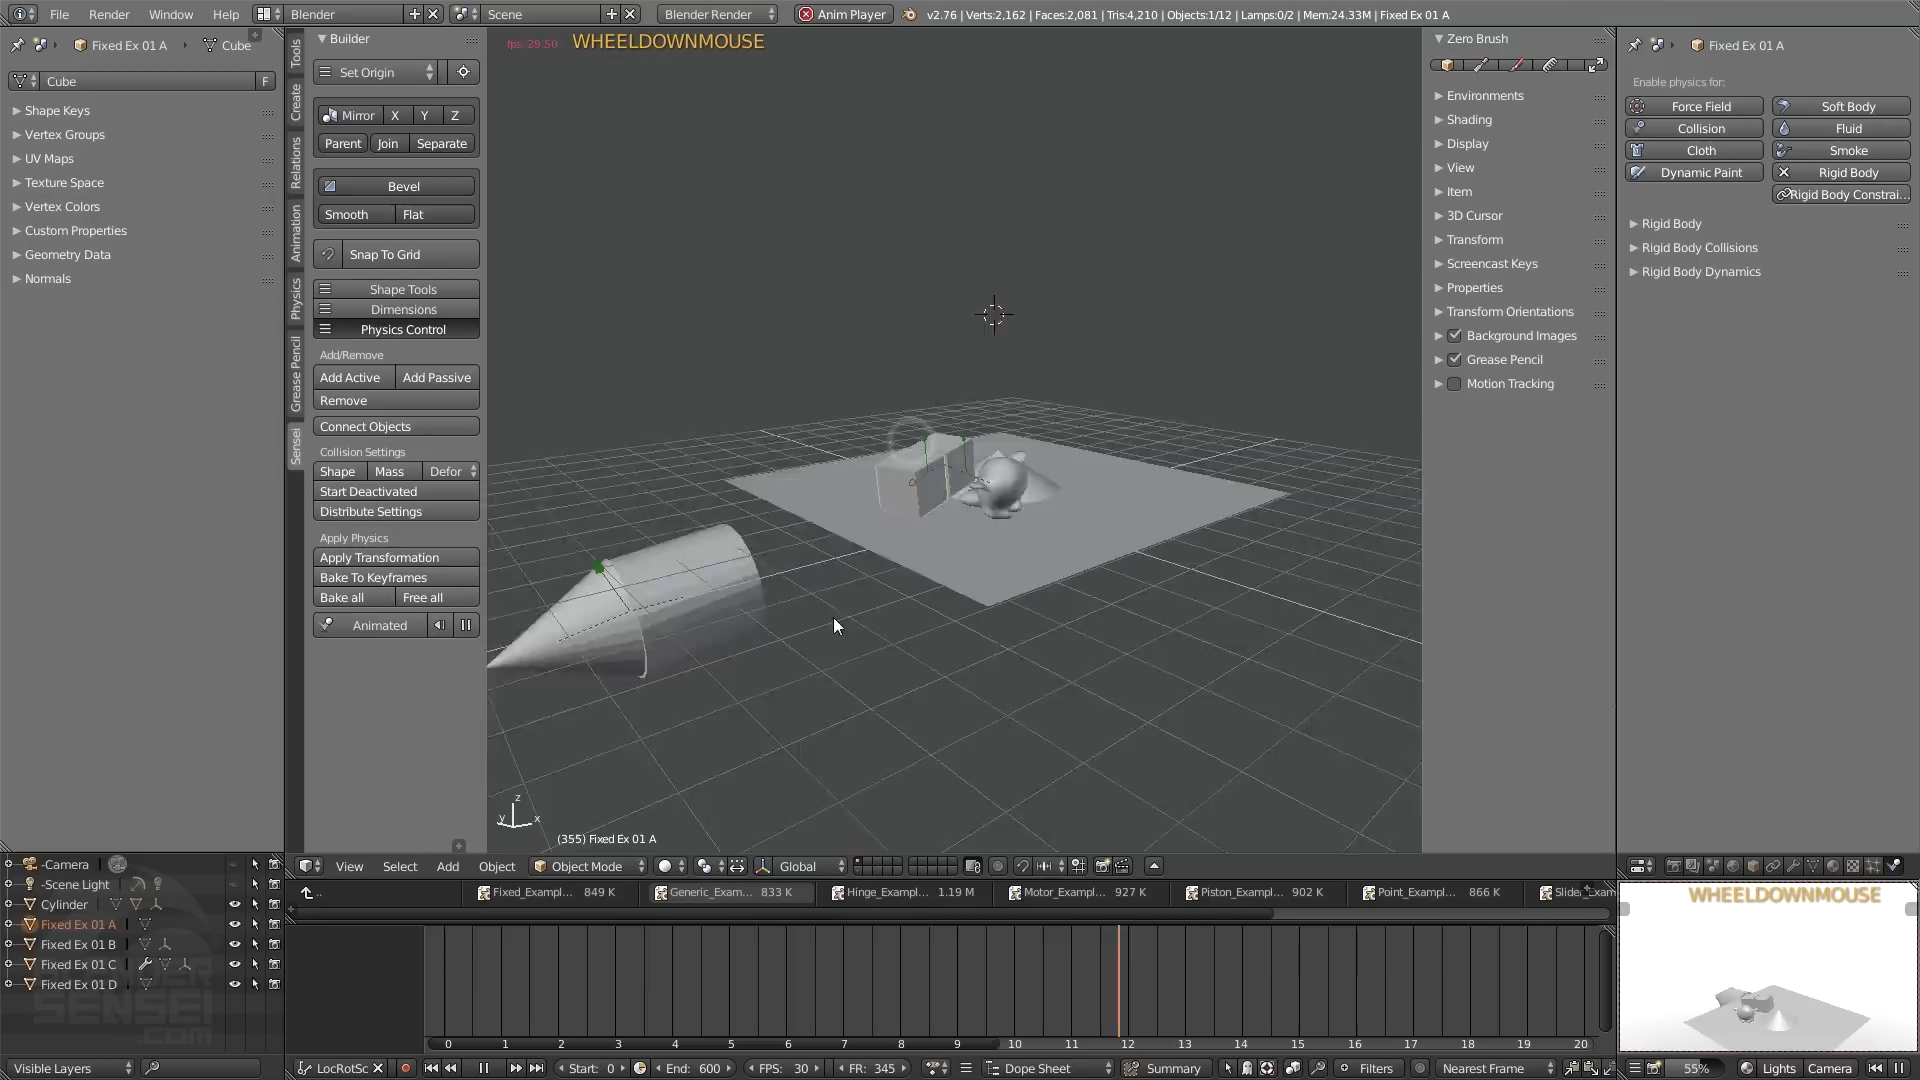 File Render Window Help Blender Scene Blender Render Anim Player v2.76 | Verts:2,162 | Faces:2,081 | Tris:4,210 | Objects:1/12 | Lamps:0/2 | Mem:24.33M | Fixed Ex 01 A
Fixed Ex 01 A Cube
Cube F
Shape Keys
Vertex Groups
UV Maps
Texture Space
Vertex Colors
Custom Properties
Geometry Data
Normals
Tools
Create
Relations
Animation
Physics
Grease Pencil
Sensei
Builder
Set Origin
Mirror X Y Z
Parent Join Separate
Bevel
Smooth Flat
Snap To Grid
Shape Tools
Dimensions
Physics Control
Add/Remove
Add Active Add Passive
Remove
Connect Objects
Collision Settings
Shape Mass Defor
Start Deactivated
Distribute Settings
Apply Physics
Apply Transformation
Bake To Keyframes
Bake all Free all
Animated
fps: 29.50 WHEELDOWNMOUSE
z
y x
(355) Fixed Ex 01 A
Zero Brush
Environments
Shading
Display
View
Item
3D Cursor
Transform
Screencast Keys
Properties
Transform Orientations
Background Images
Grease Pencil
Motion Tracking
Fixed Ex 01 A
Enable physics for:
Force Field Soft Body
Collision Fluid
Cloth Smoke
Dynamic Paint Rigid Body
Rigid Body Constrai...
Rigid Body
Rigid Body Collisions
Rigid Body Dynamics
View Select Add Object Object Mode Global
-Camera
-Scene Light
Cylinder
Fixed Ex 01 A
Fixed Ex 01 B
Fixed Ex 01 C
Fixed Ex 01 D
BLENDER
SENSEI
.com
Visible Layers
.. Fixed_Exampl... 849 K Generic_Exam... 833 K Hinge_Exampl... 1.19 M Motor_Exampl... 927 K Piston_Exampl... 902 K Point_Exampl... 866 K
0 1 2 3 4 5 6 7 8 9 10 11 12 13 14 15 16 17 18 19 20
LocRotSc Start: 0 End: 600 FPS: 30 FR: 345 Dope Sheet Summary Filters Nearest Frame
WHEELDOWNMOUSE
55% Lights Camera